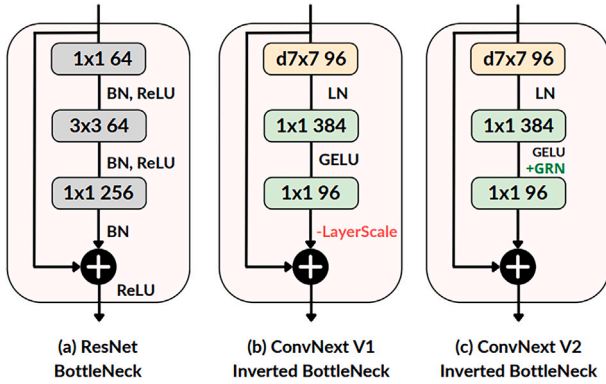 1x1 64
BN, ReLU
3x3 64
BN, ReLU
1x1 256
BN
ReLU
(a) ResNet
BottleNeck
d7x7 96
LN
1x1 384
GELU
1x1 96
-LayerScale
(b) ConvNext V1
Inverted BottleNeck
d7x7 96
LN
1x1 384
GELU
+GRN
1x1 96
(c) ConvNext V2
Inverted BottleNeck